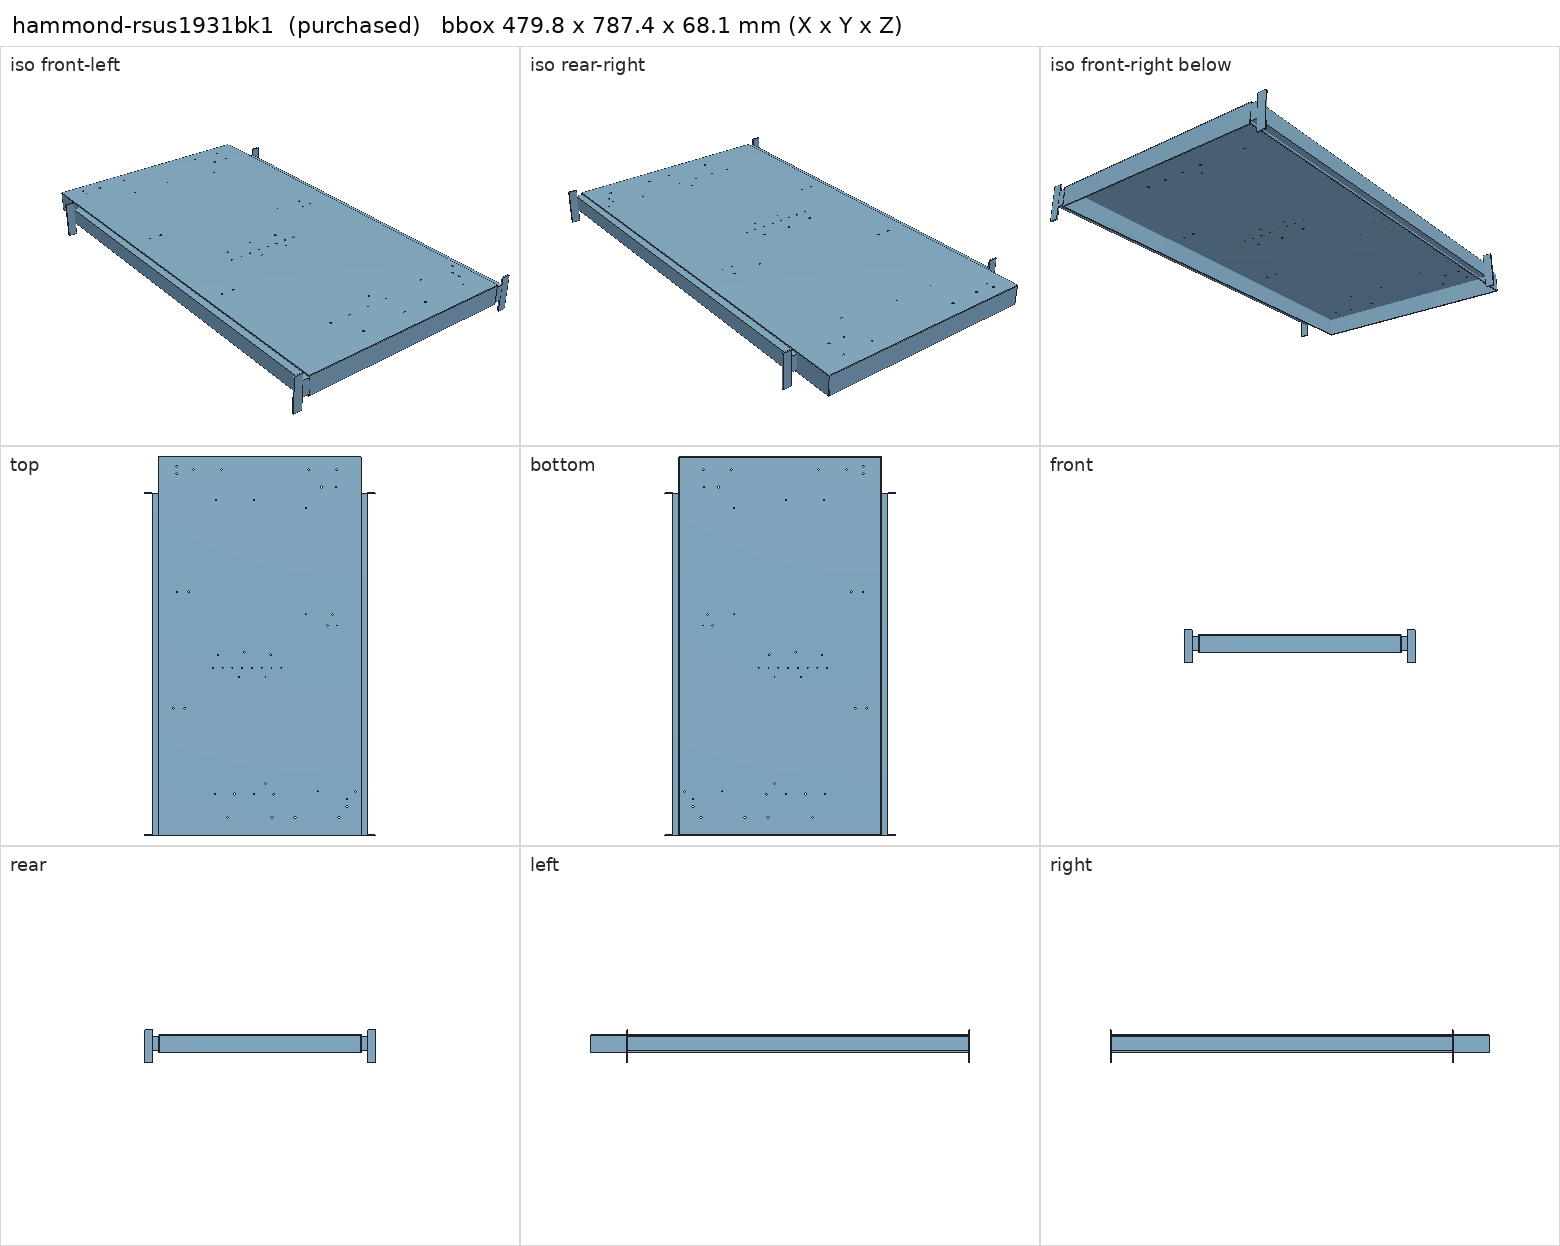 hammond-rsus1931bk1 (purchased) bbox 479.8 x 787.4 x 68.1 mm (X x Y x Z)
iso front-left
iso rear-right
iso front-right below
top
bottom
front
rear
left
right